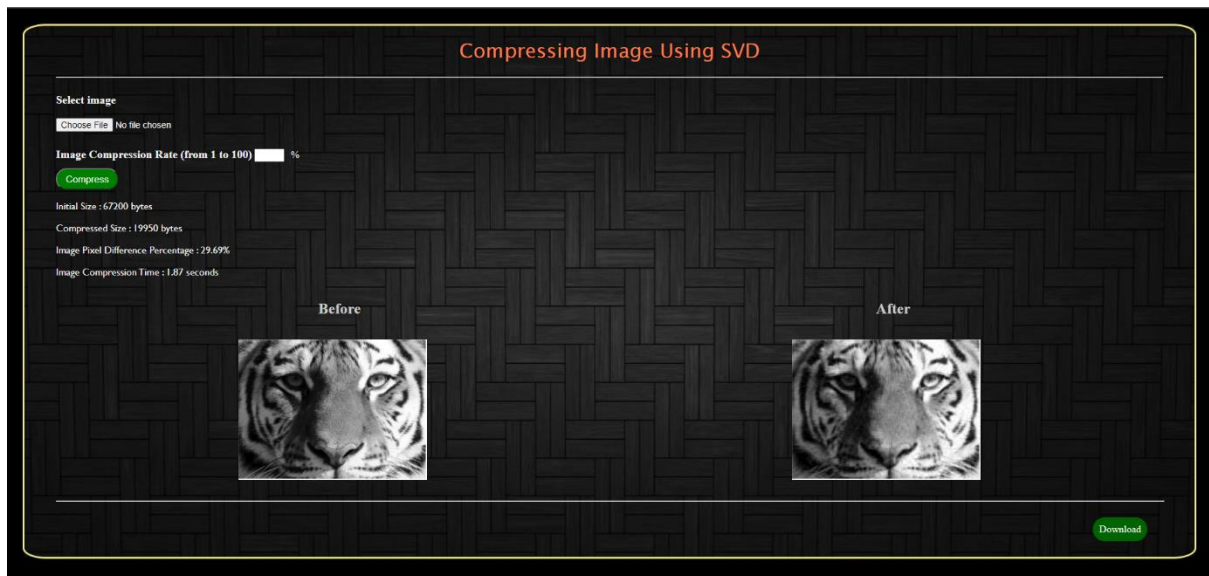 Compressing Image Using SVD
Select image
Choose File No file chosen
Image Compression Rate (from 1 to 100) %
Compress
Initial Size : 67200 bytes
Compressed Size : 19950 bytes
Image Pixel Difference Percentage : 29.69%
Image Compression Time : 1.87 seconds
Before After
Download